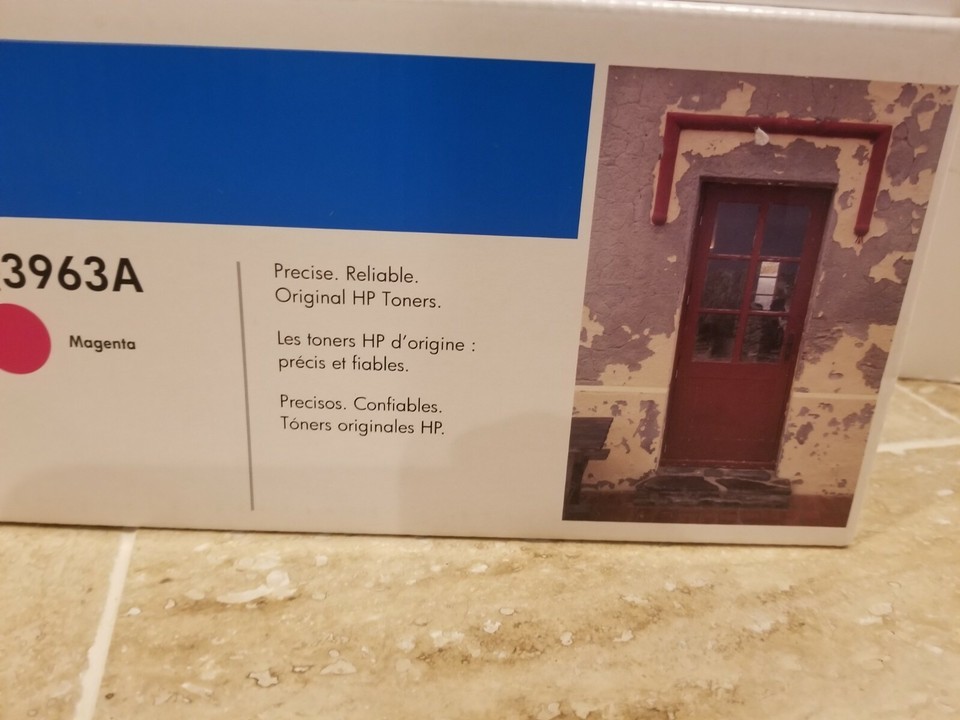 3963A
Magenta
Precise. Reliable.
Original HP Toners.
Les toners HP d'origine :
précis et fiables.
Precisos. Confiables.
Tóners originales HP.